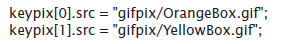 keypix[0].src = "gifpix/OrangeBox.gif";
keypix[1].src = "gifpix/YellowBox.gif";